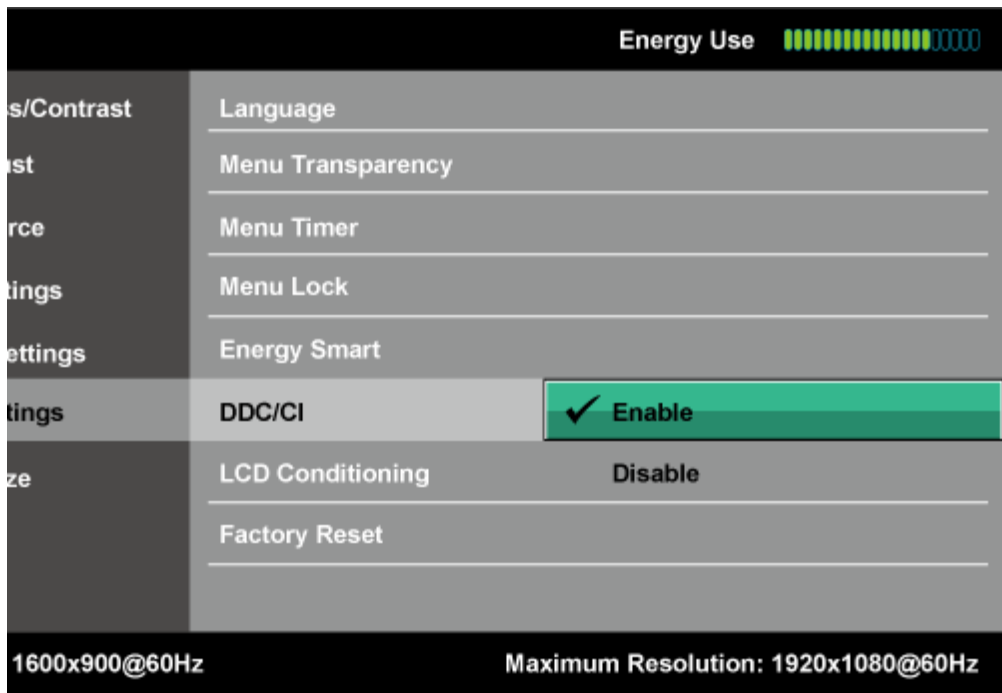 Energy Use
s/Contrast
Language
ust
Menu Transparency
rce
Menu Timer
tings
Menu Lock
ettings
Energy Smart
tings
DDC/CI
Enable
ze
LCD Conditioning
Disable
Factory Reset
1600x900@60Hz
Maximum Resolution: 1920x1080@60Hz